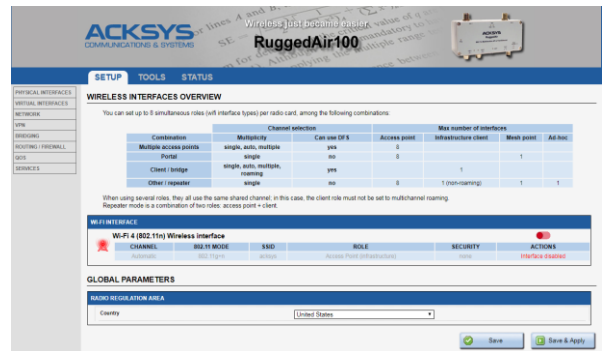 ACKSYS
COMMUNICATIONS & SYSTEMS
Wireless just became easier
RuggedAir100
SETUP TOOLS STATUS
PHYSICAL INTERFACES
VIRTUAL INTERFACES
NETWORK
VPN
BRIDGING
ROUTING / FIREWALL
QOS
SERVICES
WIRELESS INTERFACES OVERVIEW
You can set up to 8 simultaneous roles (wifi interface types) per radio card, among the following combinations:
Channel selection Max number of interfaces
Combination Multiplicity Can use DFS Access point Infrastructure client Mesh point Ad-hoc
Multiple access points single, auto, multiple yes 8
Portal single no 8 1
Client / bridge single, auto, multiple, roaming yes 1
Other / repeater single no 8 1 (non-roaming) 1 1
When using several roles, they all use the same shared channel; in this case, the client role must not be set to multichannel roaming.
Repeater mode is a combination of two roles: access point + client.
WI-FI INTERFACE
Wi-Fi 4 (802.11n) Wireless interface
CHANNEL 802.11 MODE SSID ROLE SECURITY ACTIONS
Automatic 802.11g+n acksys Access Point (infrastructure) none Interface disabled
GLOBAL PARAMETERS
RADIO REGULATION AREA
Country United States
Save Save & Apply